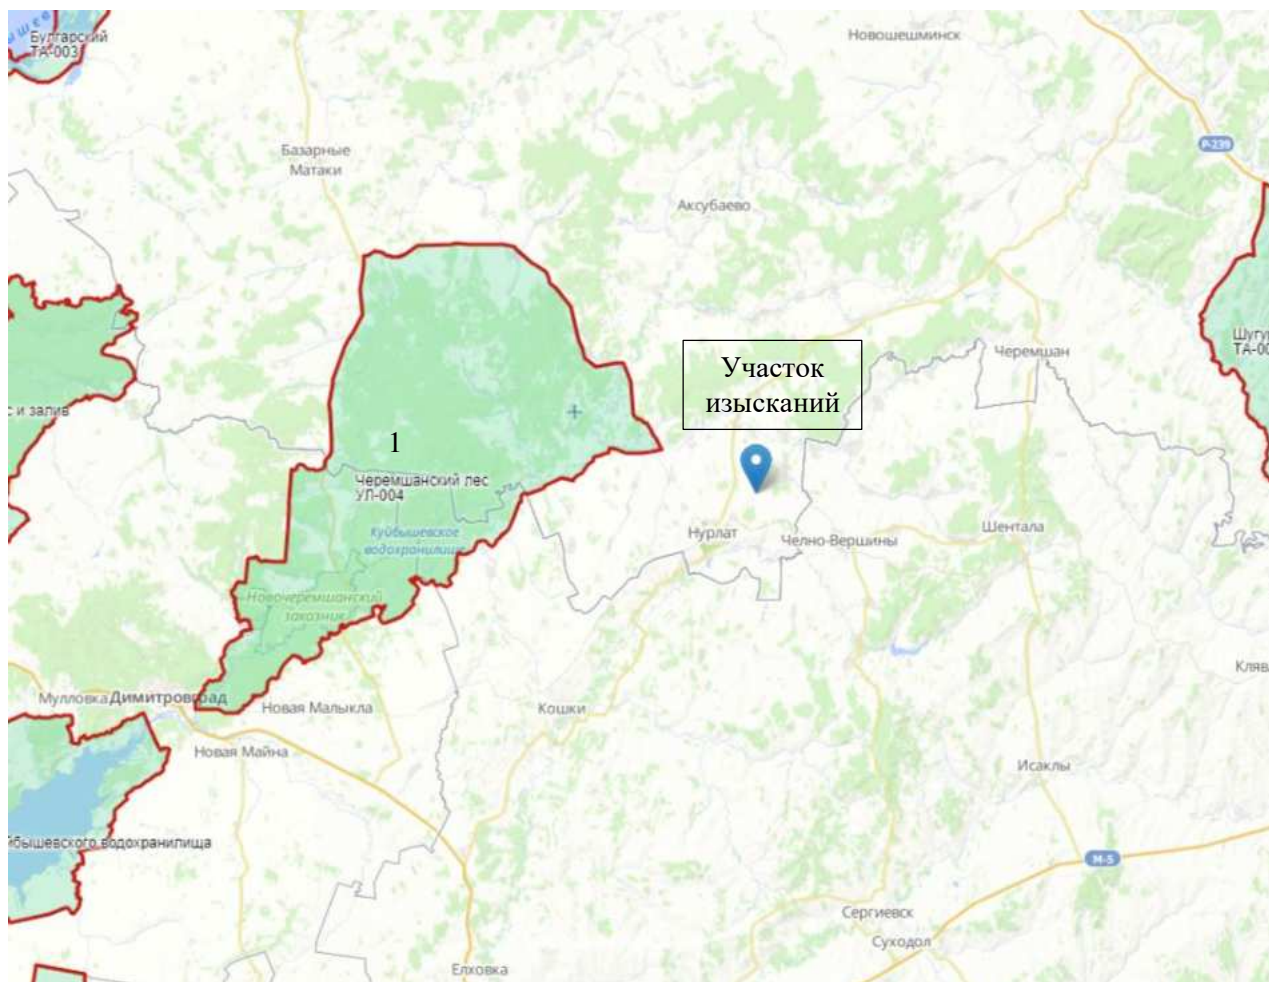 Булгарский
ТА-003
Новошешминск
Базарные
Матаки
Р-239
Аксубаево
Участок
изысканий
Черемшан
Шугур
ТА-00
с и залив
1
Черемшанский лес
УЛ-004
Куйбышевское
водохранилище
Нурлат
Челно-Вершины
Шентала
Новочеремшанский
заказник
Кляв
Мулловка
Димитровград
Новая Малыкла
Кошки
Новая Майна
Исаклы
йбышевского водохранилища
М-5
Сергиевск
Суходол
Елховка